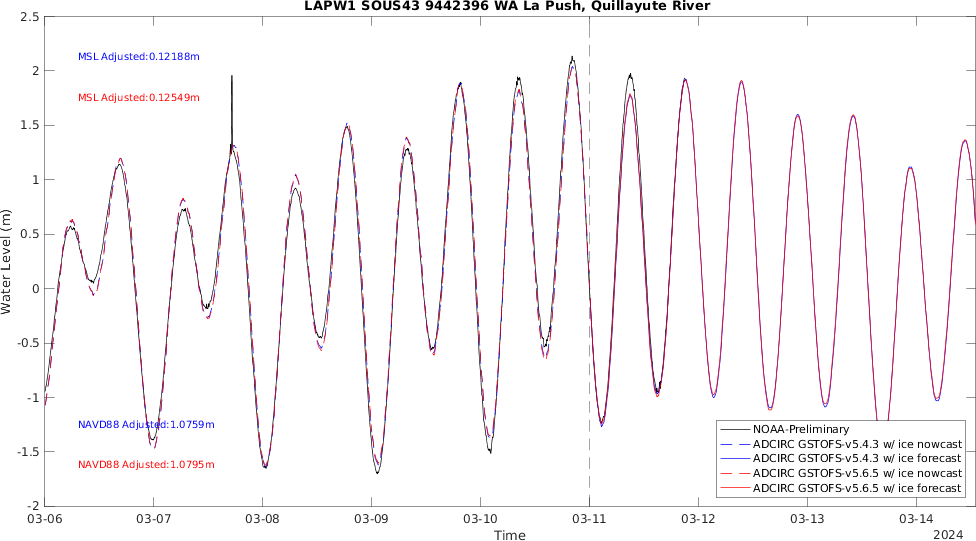 LAPW1 SOUS43 9442396 WA La Push, Quillayute River
2.5
2
1.5
1
0.5
0
-0.5
-1
-1.5
-2
Water Level (m)
MSL Adjusted:0.12188m
MSL Adjusted:0.12549m
NAVD88 Adjusted:1.0759m
NAVD88 Adjusted:1.0795m
NOAA-Preliminary
ADCIRC GSTOFS-v5.4.3 w/ ice nowcast
ADCIRC GSTOFS-v5.4.3 w/ ice forecast
ADCIRC GSTOFS-v5.6.5 w/ ice nowcast
ADCIRC GSTOFS-v5.6.5 w/ ice forecast
03-06 03-07 03-08 03-09 03-10 03-11 03-12 03-13 03-14
Time
2024